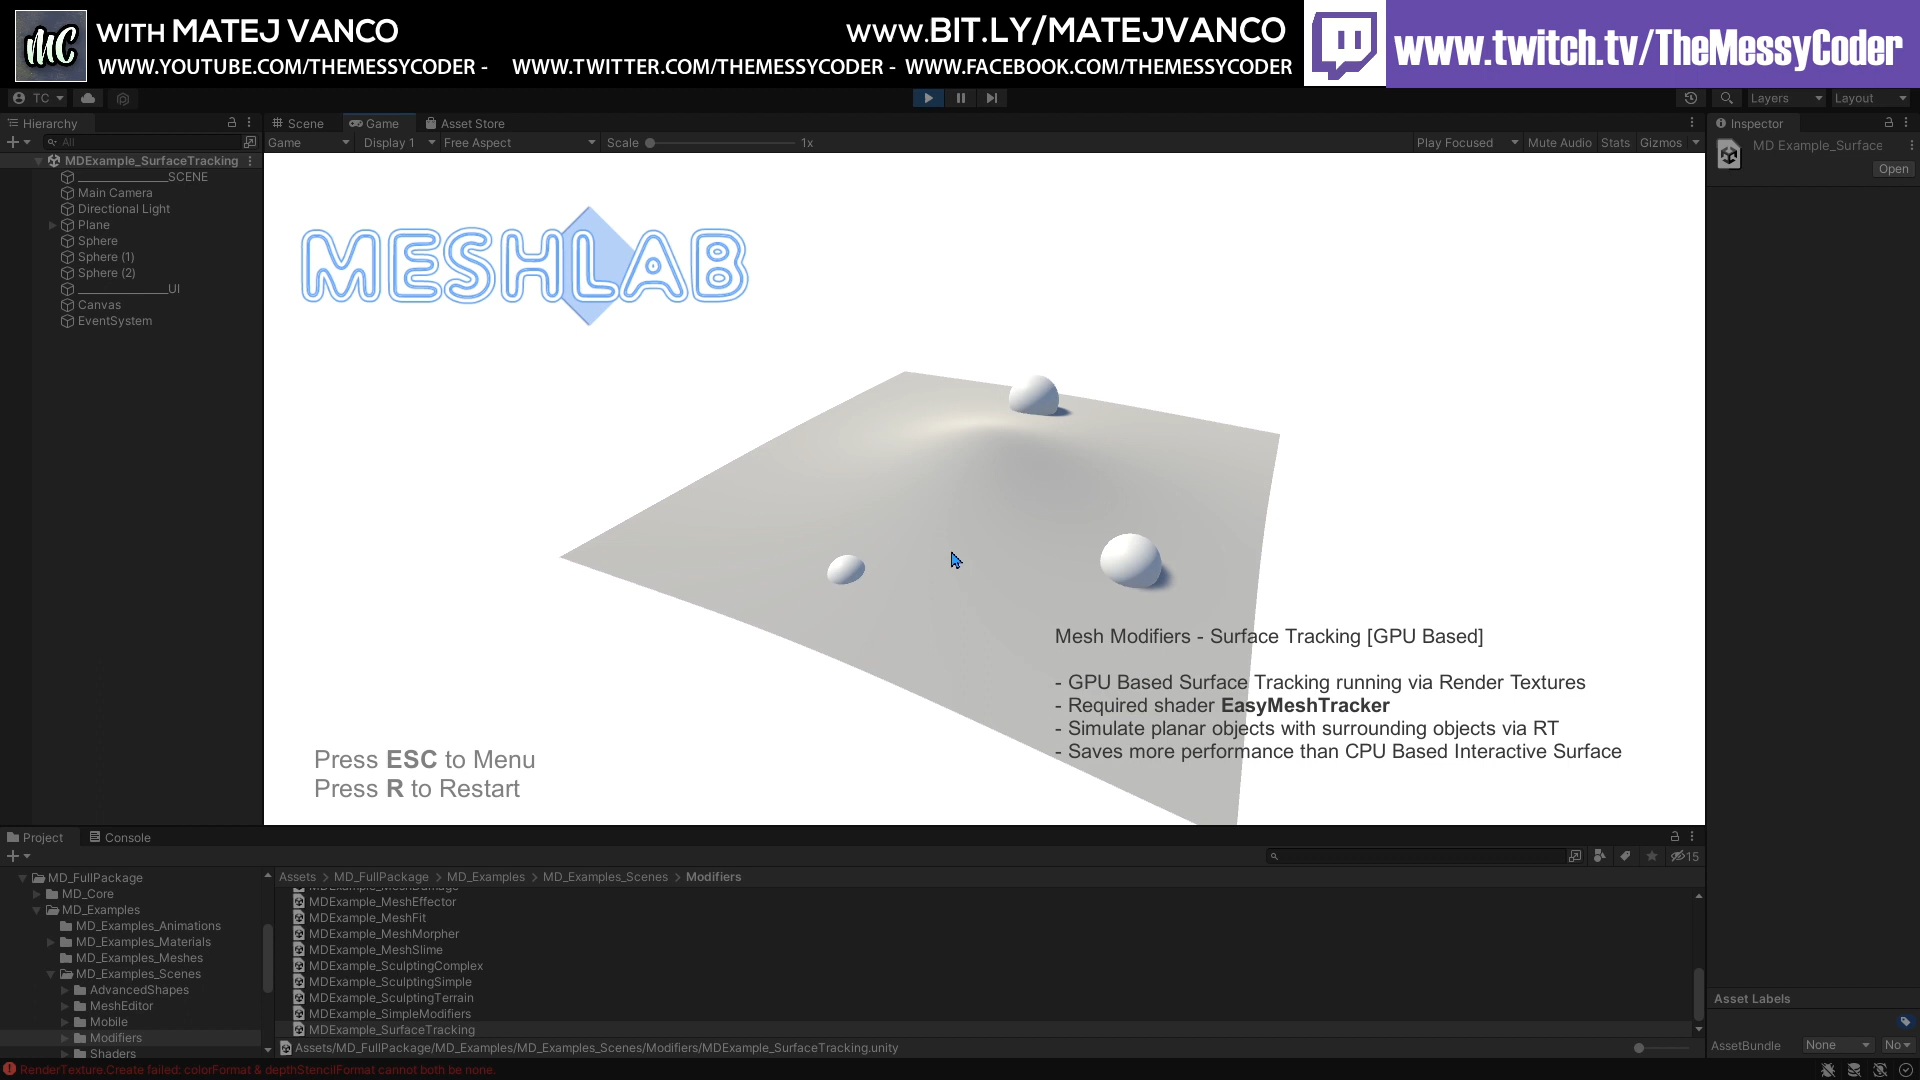 MC WITH MATEJ VANCO
WWW.BIT.LY/MATEJVANCO
WWW.YOUTUBE.COM/THEMESSYCODER - WWW.TWITTER.COM/THEMESSYCODER - WWW.FACEBOOK.COM/THEMESSYCODER
www.twitch.tv/TheMessyCoder
TC
Layers
Layout
Hierarchy
Scene
Game
Asset Store
Inspector
All
Game
Display 1
Free Aspect
Scale
1x
Play Focused
Mute Audio
Stats
Gizmos
MD Example_Surface
Open
MDExample_SurfaceTracking
_______________SCENE
Main Camera
Directional Light
Plane
Sphere
Sphere (1)
Sphere (2)
_______________UI
Canvas
EventSystem
MESHLAB
Mesh Modifiers - Surface Tracking [GPU Based]
- GPU Based Surface Tracking running via Render Textures
- Required shader EasyMeshTracker
- Simulate planar objects with surrounding objects via RT
- Saves more performance than CPU Based Interactive Surface
Press ESC to Menu
Press R to Restart
Project
Console
15
MD_FullPackage
MD_Core
MD_Examples
MD_Examples_Animations
MD_Examples_Materials
MD_Examples_Meshes
MD_Examples_Scenes
AdvancedShapes
MeshEditor
Mobile
Modifiers
Shaders
Assets > MD_FullPackage > MD_Examples > MD_Examples_Scenes > Modifiers
MDExample_MeshDamage
MDExample_MeshEffector
MDExample_MeshFit
MDExample_MeshMorpher
MDExample_MeshSlime
MDExample_SculptingComplex
MDExample_SculptingSimple
MDExample_SculptingTerrain
MDExample_SimpleModifiers
MDExample_SurfaceTracking
Assets/MD_FullPackage/MD_Examples/MD_Examples_Scenes/Modifiers/MDExample_SurfaceTracking.unity
Asset Labels
AssetBundle
None
No
RenderTexture.Create failed: colorFormat & depthStencilFormat cannot both be none.